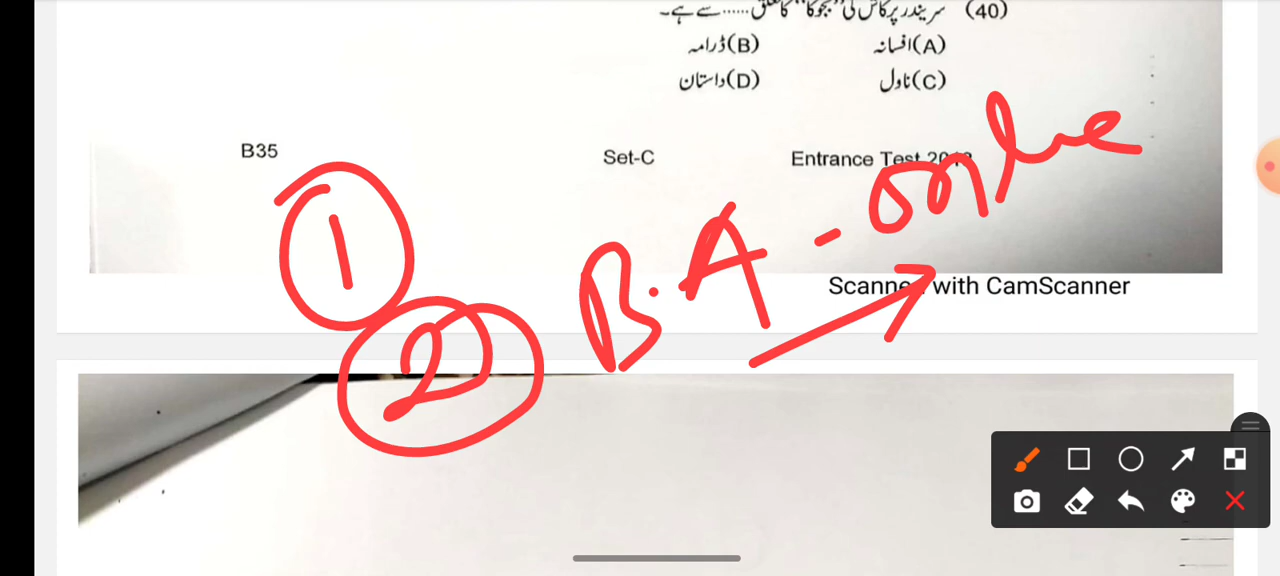 (40) سریندر پرکاش کی "بجوکا" کا تعلق ...... سے ہے۔
(A) افسانہ (B) ڈرامہ
(C) ناول (D) داستان
B35 Set-C Entrance Test
1
2
B.A -
Scanned with CamScanner